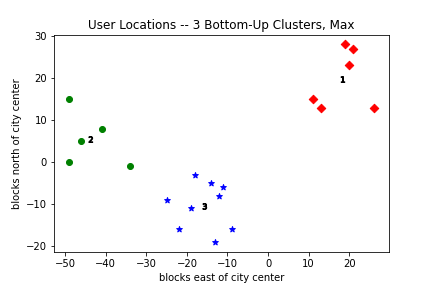 User Locations -- 3 Bottom-Up Clusters, Max
30
20
10
0
−10
−20
blocks north of city center
1
2
3
−50 −40 −30 −20 −10 0 10 20
blocks east of city center